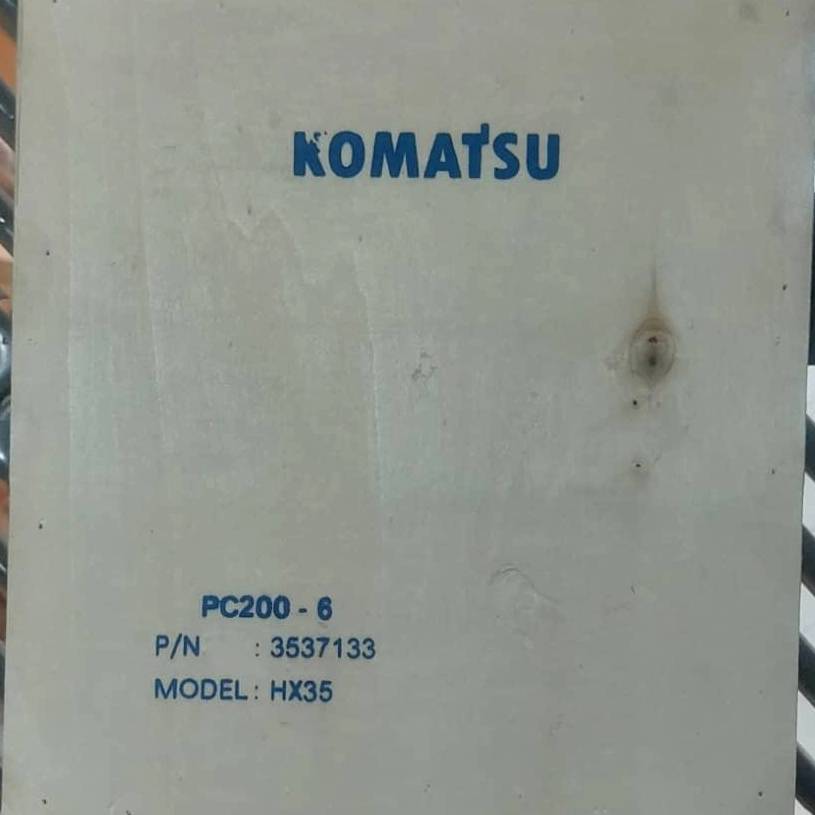 KOMATSU
PC200 - 6
P/N : 3537133
MODEL : HX35